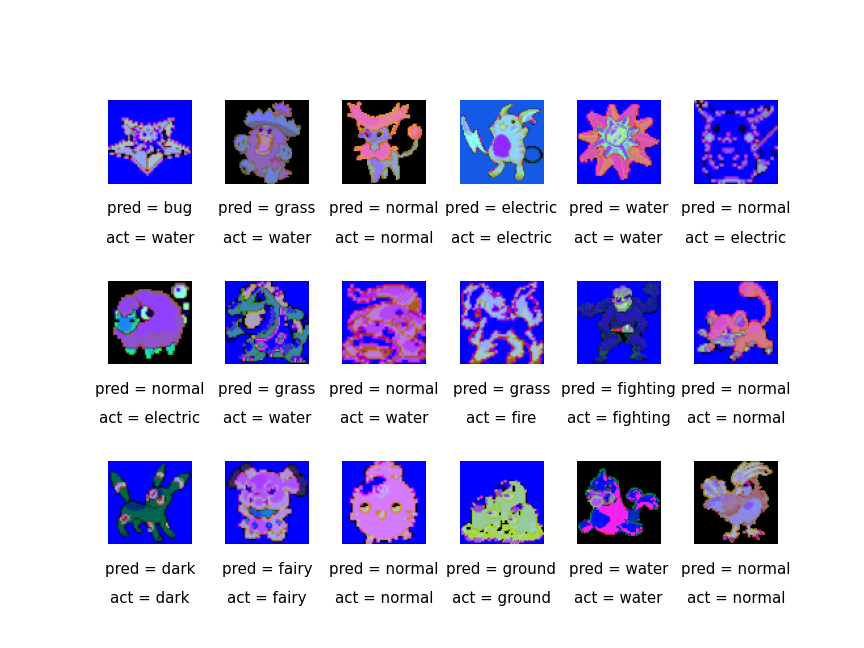 pred = bug pred = grass pred = normal pred = electric pred = water pred = normal
act = water act = water act = normal act = electric act = water act = electric
pred = normal pred = grass pred = normal pred = grass pred = fighting pred = normal
act = electric act = water act = water act = fire act = fighting act = normal
pred = dark pred = fairy pred = normal pred = ground pred = water pred = normal
act = dark act = fairy act = normal act = ground act = water act = normal